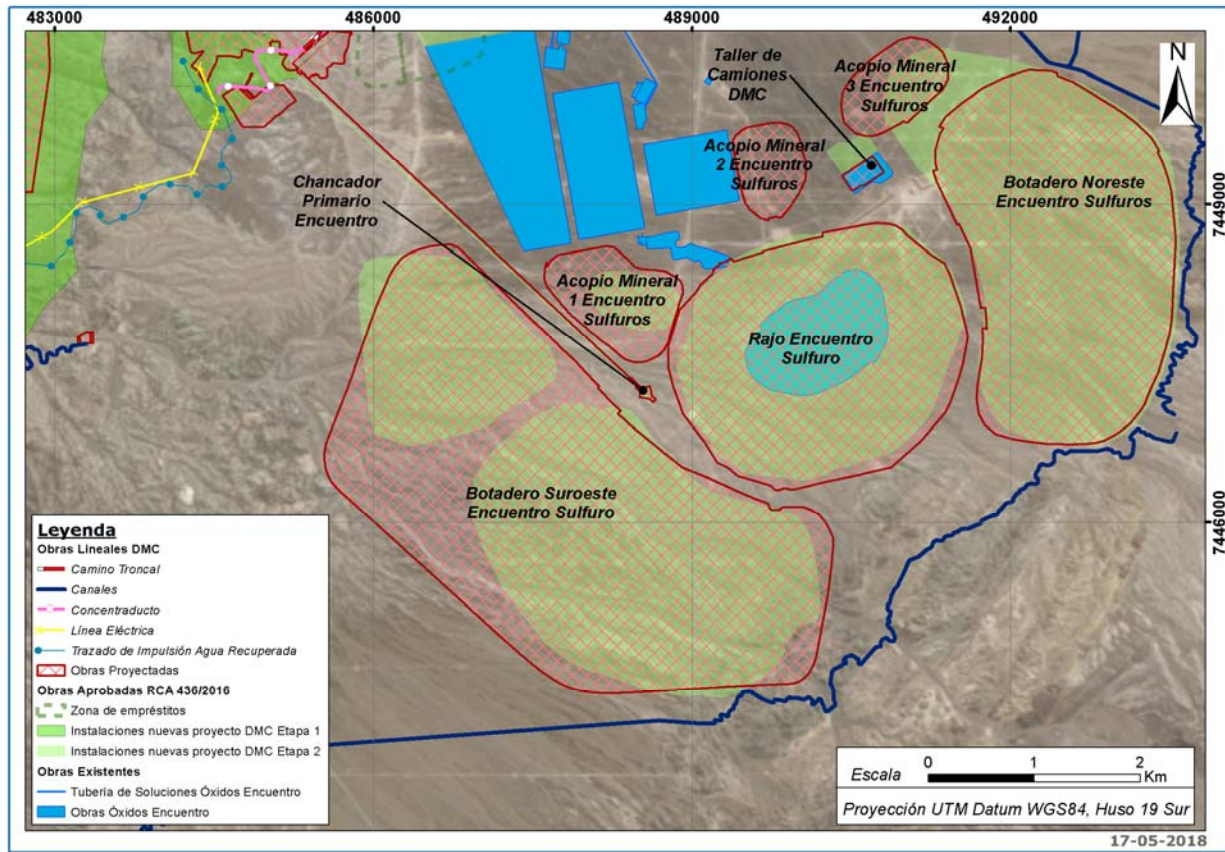 483000
486000
489000
492000
N
Taller de
Camiones
DMC
Acopio Mineral
3 Encuentro
Sulfuros
Acopio Mineral
2 Encuentro
Sulfuros
Chancador
Primario
Encuentro
Botadero Noreste
Encuentro Sulfuros
7449000
Acopio Mineral
1 Encuentro
Sulfuros
Rajo Encuentro
Sulfuro
Botadero Suroeste
Encuentro Sulfuro
7446000
Leyenda
Obras Lineales DMC
Camino Troncal
Canales
Concentraducto
Línea Eléctrica
Trazado de Impulsión Agua Recuperada
Obras Proyectadas
Obras Aprobadas RCA 436/2016
Zona de empréstitos
Instalaciones nuevas proyecto DMC Etapa 1
Instalaciones nuevas proyecto DMC Etapa 2
Obras Existentes
Tubería de Soluciones Óxidos Encuentro
Obras Óxidos Encuentro
Escala
0 1 2
Km
Proyección UTM Datum WGS84, Huso 19 Sur
17-05-2018